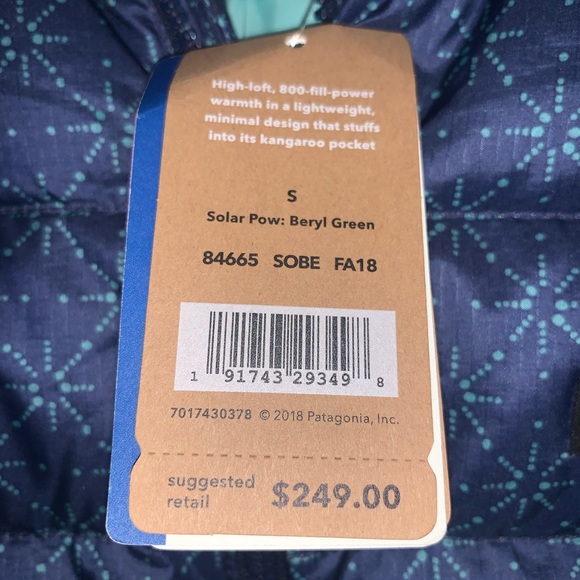 High-loft, 800-fill-power
warmth in a lightweight,
minimal design that stuffs
into its kangaroo pocket
S
Solar Pow: Beryl Green
84665 SOBE FA18
1 91743 29349 8
7017430378 © 2018 Patagonia, Inc.
suggested
retail
$249.00